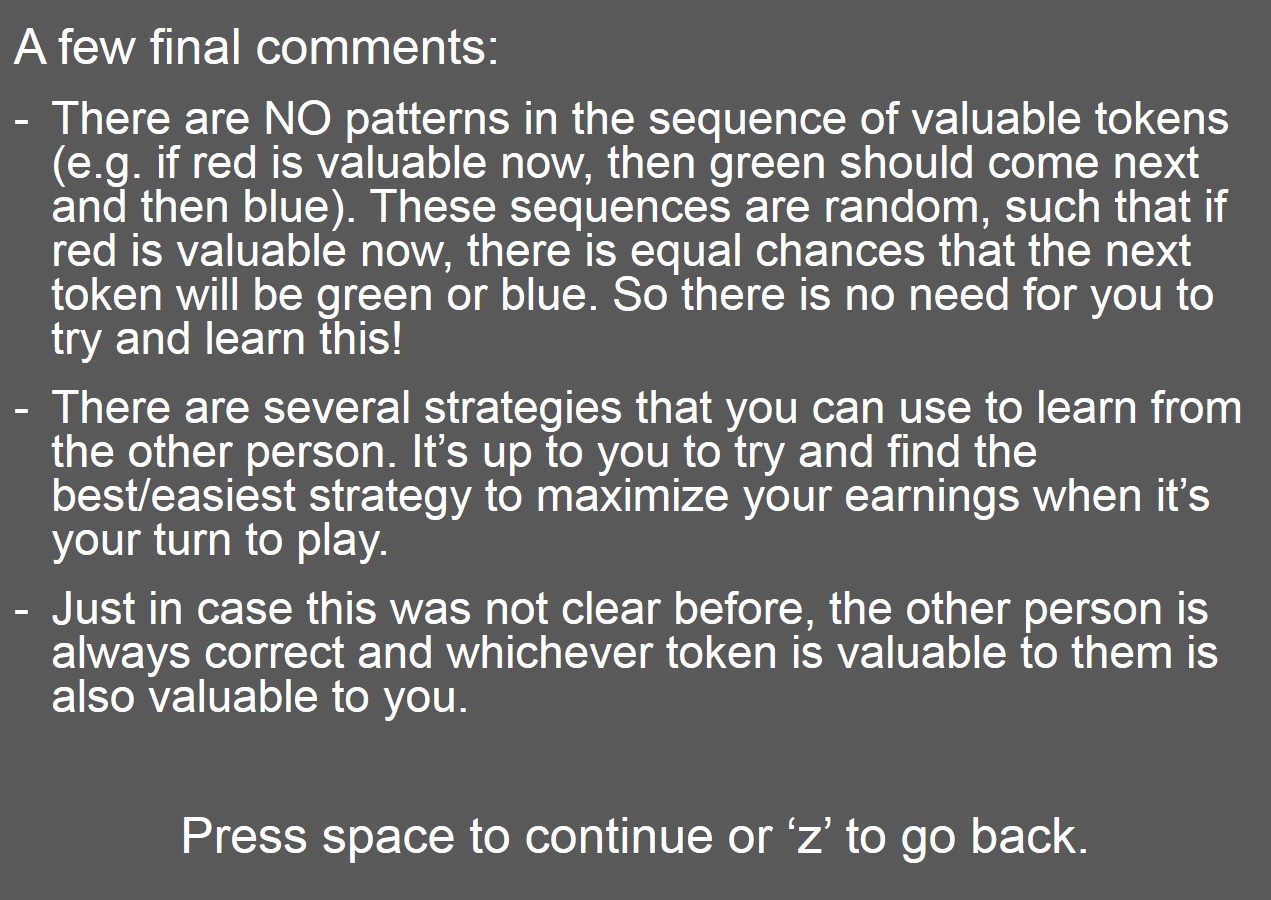 A few final comments:
- There are NO patterns in the sequence of valuable tokens
(e.g. if red is valuable now, then green should come next
and then blue). These sequences are random, such that if
red is valuable now, there is equal chances that the next
token will be green or blue. So there is no need for you to
try and learn this!
- There are several strategies that you can use to learn from
the other person. It’s up to you to try and find the
best/easiest strategy to maximize your earnings when it’s
your turn to play.
- Just in case this was not clear before, the other person is
always correct and whichever token is valuable to them is
also valuable to you.
Press space to continue or ‘z’ to go back.